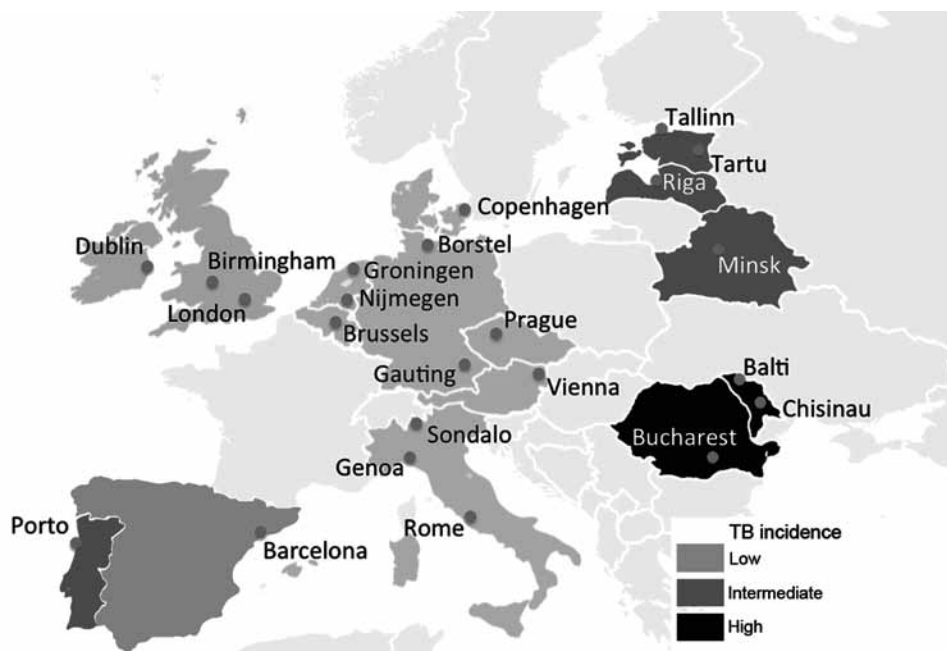 Tallinn
Tartu
Riga
Copenhagen
Dublin
Birmingham
Borstel
Groningen
Minsk
London
Nijmegen
Brussels
Prague
Gauting
Vienna
Balti
Chisinau
Sondalo
Bucharest
Genoa
Porto
Rome
Barcelona
TB incidence
Low
Intermediate
High